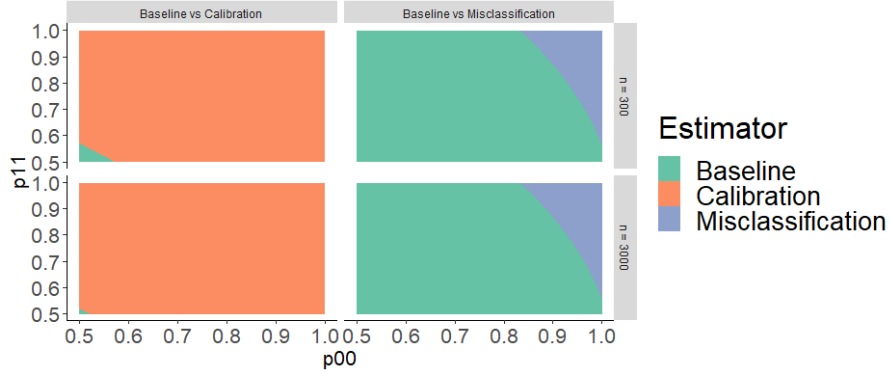 Baseline vs Calibration
Baseline vs Misclassification
1.0
0.9
0.8
0.7
0.6
0.5
n = 300
1.0
0.9
0.8
0.7
0.6
0.5
n = 3000
p11
0.5 0.6 0.7 0.8 0.9 1.0
0.5 0.6 0.7 0.8 0.9 1.0
p00
Estimator
Baseline
Calibration
Misclassification